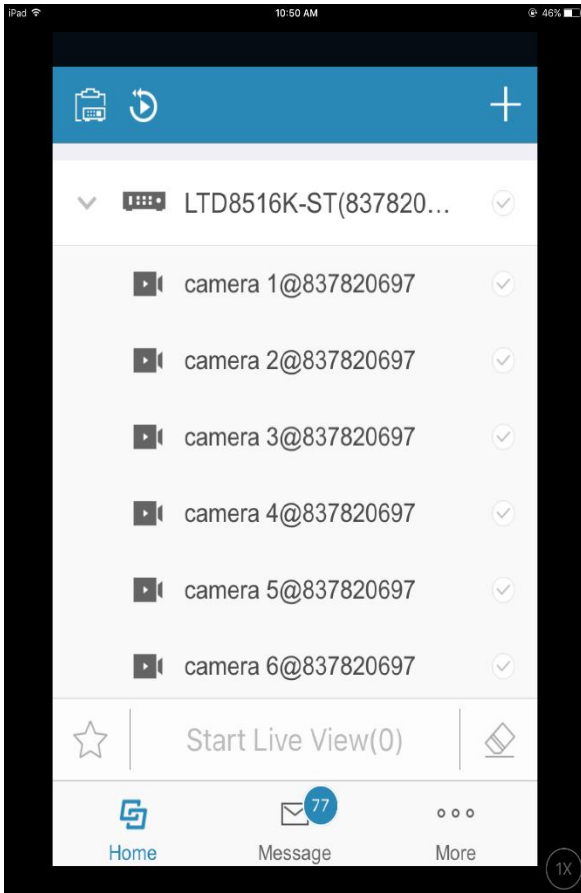 iPad 10:50 AM 46%
LTD8516K-ST(837820...
camera 1@837820697
camera 2@837820697
camera 3@837820697
camera 4@837820697
camera 5@837820697
camera 6@837820697
Start Live View(0)
77
Home Message More
1X